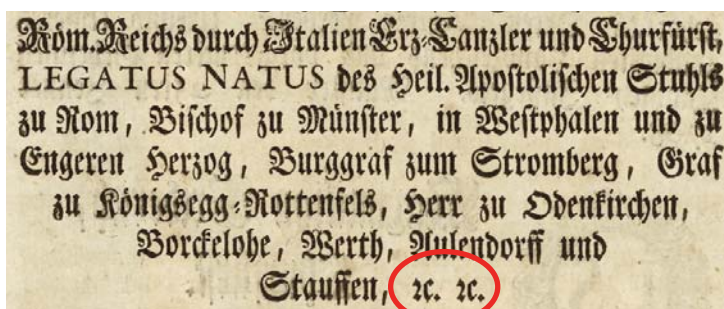 Röm. Reichs durch Italien Erz-Canzler und Churfürst,
LEGATUS NATUS des Heil. Apostolischen Stuhls
zu Rom, Bischof zu Münster, in Westphalen und zu
Engeren Herzog, Burggraf zum Stromberg, Graf
zu Königsegg-Rottenfels, Herr zu Odenkirchen,
Borckelohe, Werth, Aulendorff und
Stauffen, ꝛc. ꝛc.